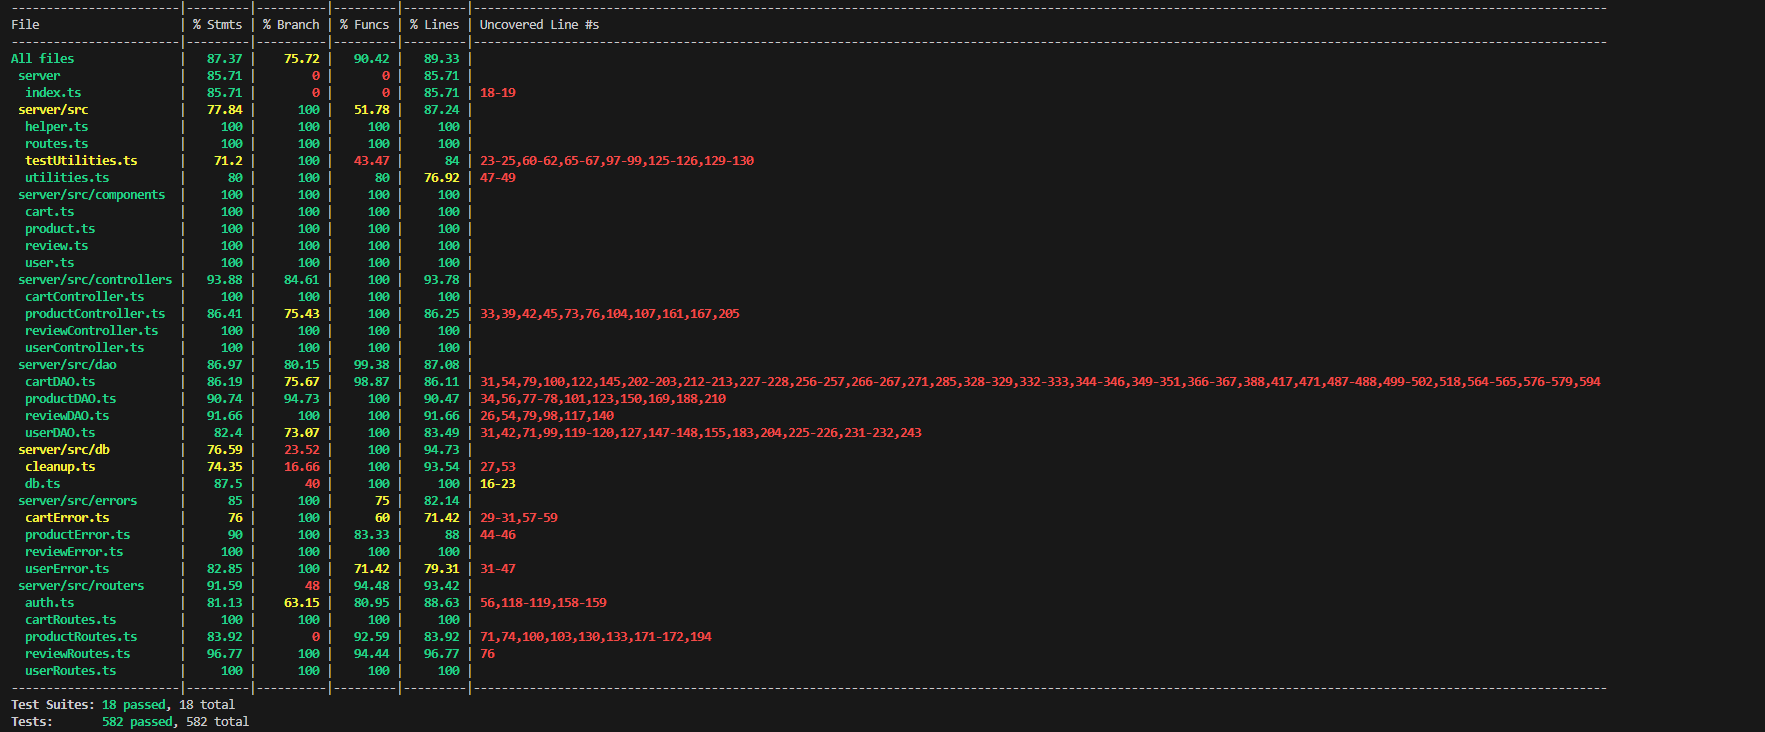 -------------------------|---------|----------|---------|---------|-------------------------------------------------------------------------------------------------------------------------------------------------------------------
File                     | % Stmts | % Branch | % Funcs | % Lines | Uncovered Line #s
-------------------------|---------|----------|---------|---------|-------------------------------------------------------------------------------------------------------------------------------------------------------------------
All files                |   87.37 |    75.72 |   90.42 |   89.33 |
 server                  |   85.71 |        0 |       0 |   85.71 |
  index.ts               |   85.71 |        0 |       0 |   85.71 | 18-19
 server/src              |   77.84 |      100 |   51.78 |   87.24 |
  helper.ts              |     100 |      100 |     100 |     100 |
  routes.ts              |     100 |      100 |     100 |     100 |
  testUtilities.ts       |    71.2 |      100 |   43.47 |      84 | 23-25,60-62,65-67,97-99,125-126,129-130
  utilities.ts           |      80 |      100 |      80 |   76.92 | 47-49
 server/src/components   |     100 |      100 |     100 |     100 |
  cart.ts                |     100 |      100 |     100 |     100 |
  product.ts             |     100 |      100 |     100 |     100 |
  review.ts              |     100 |      100 |     100 |     100 |
  user.ts                |     100 |      100 |     100 |     100 |
 server/src/controllers  |   93.88 |    84.61 |     100 |   93.78 |
  cartController.ts      |     100 |      100 |     100 |     100 |
  productController.ts   |   86.41 |    75.43 |     100 |   86.25 | 33,39,42,45,73,76,104,107,161,167,205
  reviewController.ts    |     100 |      100 |     100 |     100 |
  userController.ts      |     100 |      100 |     100 |     100 |
 server/src/dao          |   86.97 |    80.15 |   99.38 |   87.08 |
  cartDAO.ts             |   86.19 |    75.67 |   98.87 |   86.11 | 31,54,79,100,122,145,202-203,212-213,227-228,256-257,266-267,271,285,328-329,332-333,344-346,349-351,366-367,388,417,471,487-488,499-502,518,564-565,576-579,594
  productDAO.ts          |   90.74 |    94.73 |     100 |   90.47 | 34,56,77-78,101,123,150,169,188,210
  reviewDAO.ts           |   91.66 |      100 |     100 |   91.66 | 26,54,79,98,117,140
  userDAO.ts             |    82.4 |    73.07 |     100 |   83.49 | 31,42,71,99,119-120,127,147-148,155,183,204,225-226,231-232,243
 server/src/db           |   76.59 |    23.52 |     100 |   94.73 |
  cleanup.ts             |   74.35 |    16.66 |     100 |   93.54 | 27,53
  db.ts                  |    87.5 |       40 |     100 |     100 | 16-23
 server/src/errors       |      85 |      100 |      75 |   82.14 |
  cartError.ts           |      76 |      100 |      60 |   71.42 | 29-31,57-59
  productError.ts        |      90 |      100 |   83.33 |      88 | 44-46
  reviewError.ts         |     100 |      100 |     100 |     100 |
  userError.ts           |   82.85 |      100 |   71.42 |   79.31 | 31-47
 server/src/routers      |   91.59 |       48 |   94.48 |   93.42 |
  auth.ts                |   81.13 |    63.15 |   80.95 |   88.63 | 56,118-119,158-159
  cartRoutes.ts          |     100 |      100 |     100 |     100 |
  productRoutes.ts       |   83.92 |        0 |   92.59 |   83.92 | 71,74,100,103,130,133,171-172,194
  reviewRoutes.ts        |   96.77 |      100 |   94.44 |   96.77 | 76
  userRoutes.ts          |     100 |      100 |     100 |     100 |
-------------------------|---------|----------|---------|---------|-------------------------------------------------------------------------------------------------------------------------------------------------------------------
Test Suites: 18 passed, 18 total
Tests:       582 passed, 582 total